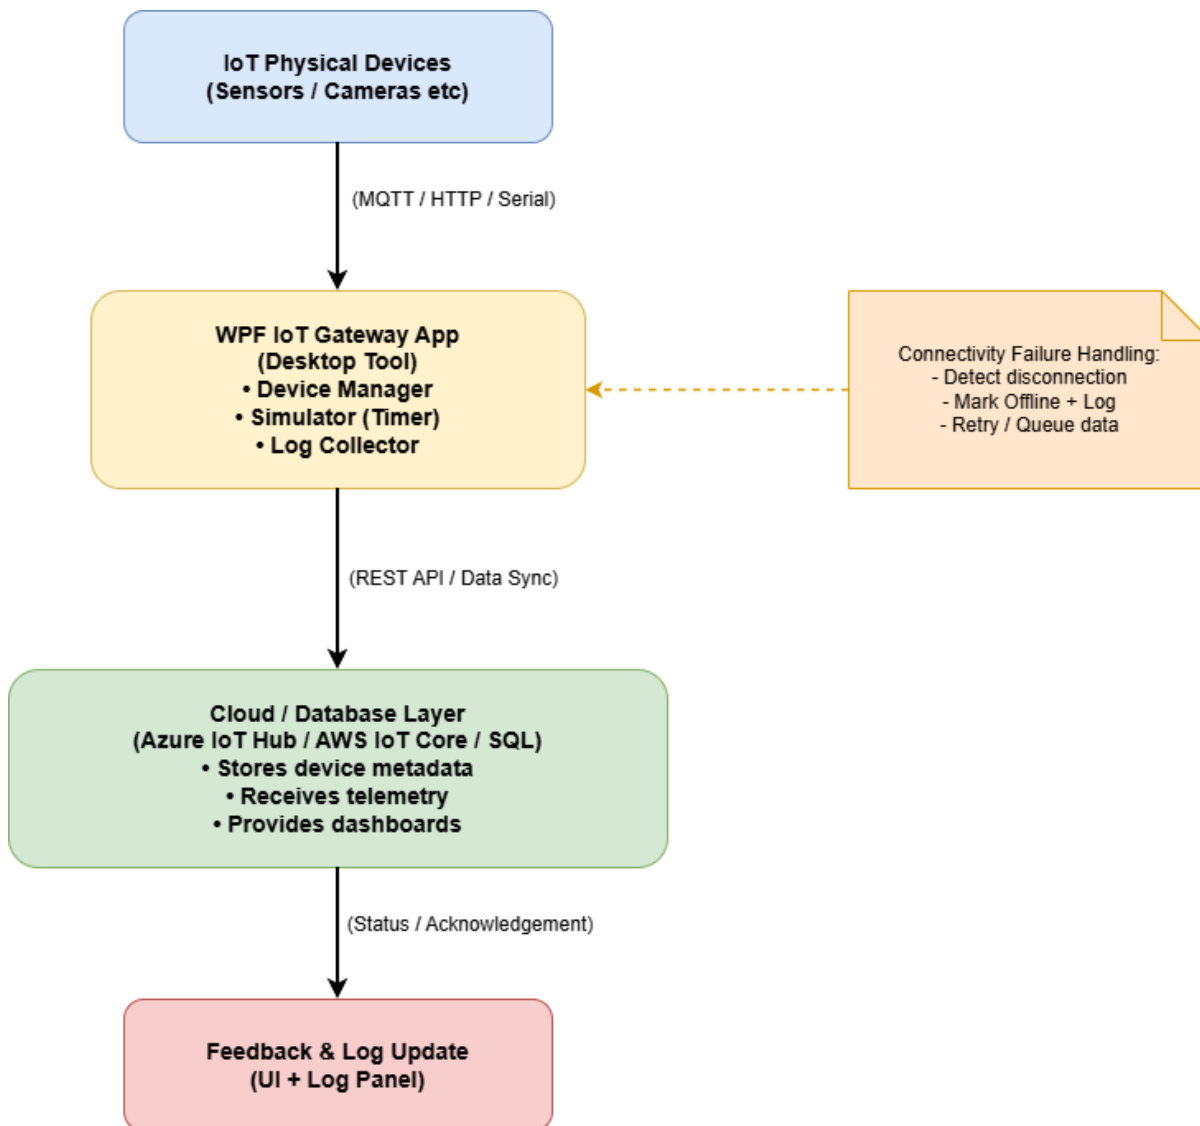 IoT Physical Devices
(Sensors / Cameras etc)
(MQTT / HTTP / Serial)
WPF IoT Gateway App
(Desktop Tool)
• Device Manager
• Simulator (Timer)
• Log Collector
Connectivity Failure Handling:
- Detect disconnection
- Mark Offline + Log
- Retry / Queue data
(REST API / Data Sync)
Cloud / Database Layer
(Azure IoT Hub / AWS IoT Core / SQL)
• Stores device metadata
• Receives telemetry
• Provides dashboards
(Status / Acknowledgement)
Feedback & Log Update
(UI + Log Panel)